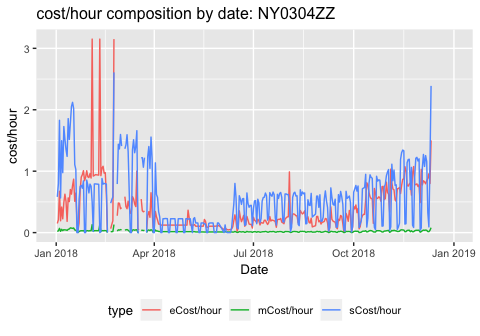 cost/hour composition by date: NY0304ZZ
3
2
1
0
cost/hour
Jan 2018
Apr 2018
Jul 2018
Oct 2018
Jan 2019
Date
type
eCost/hour
mCost/hour
sCost/hour